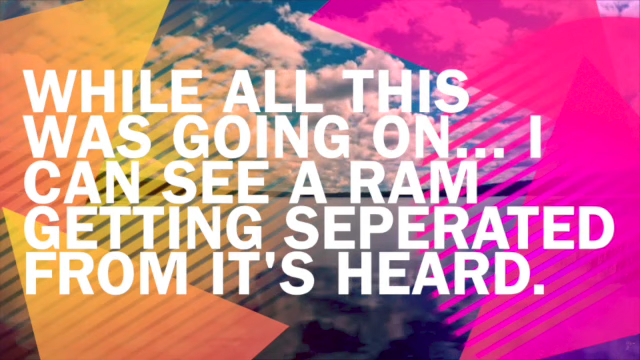 WHILE ALL THIS
WAS GOING ON... I
CAN SEE A RAM
GETTING SEPERATED
FROM IT'S HEARD.